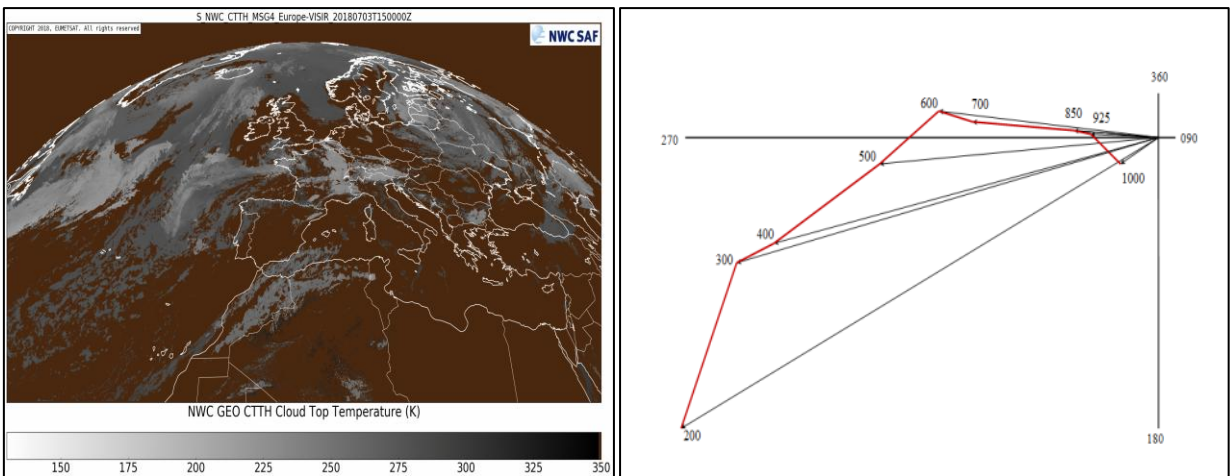 S_NWC_CTTH_MSG4_Europe-VISIR_20180703T150000Z
COPYRIGHT 2018, EUMETSAT. All rights reserved
NWC SAF
NWC GEO CTTH Cloud Top Temperature (K)
150 175 200 225 250 275 300 325 350
360
600 700 850 925
270 090
500
1000
400
300
200
180